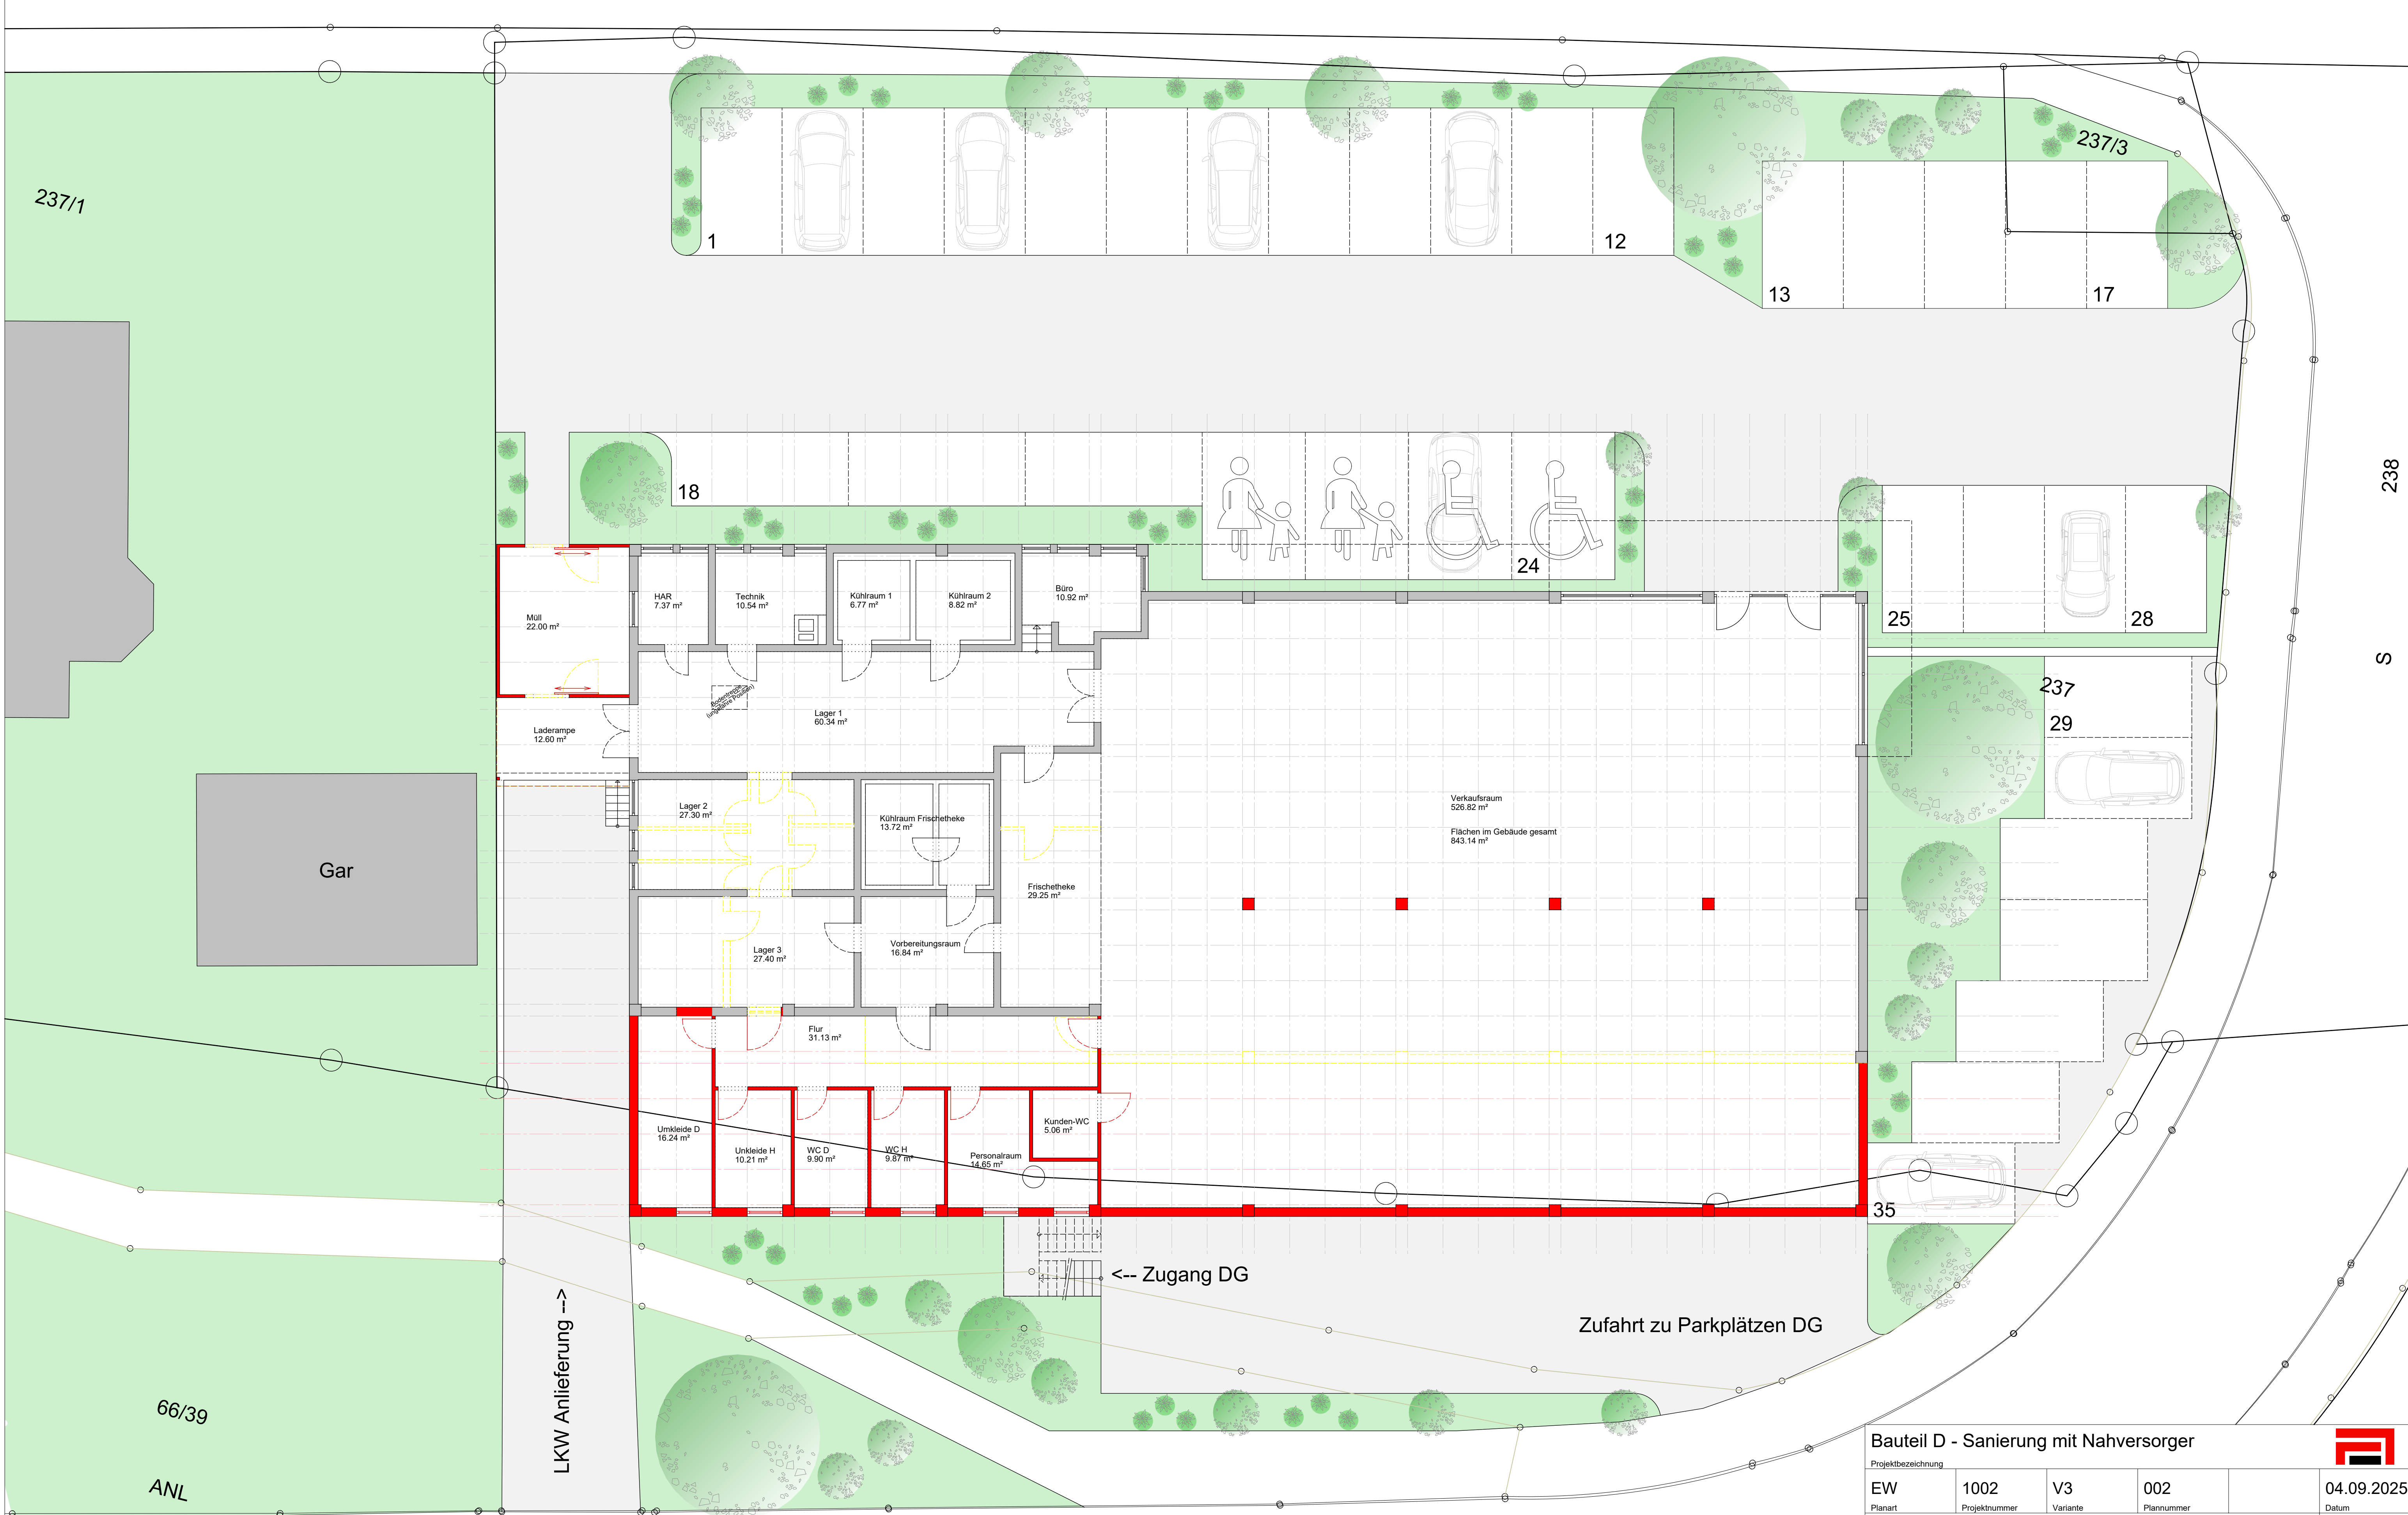 237/1
237/3
1
12
13
17
18
24
25
28
238
S
237
29
35
HAR
7.37 m²
Technik
10.54 m²
Kühlraum 1
6.77 m²
Kühlraum 2
8.82 m²
Büro
10.92 m²
Müll
22.00 m²
(ungefähre Position)
Lager 1
60.34 m²
Laderampe
12.60 m²
Lager 2
27.30 m²
Kühlraum Frischetheke
13.72 m²
Verkaufsraum
526.82 m²
Flächen im Gebäude gesamt
843.14 m²
Gar
Frischetheke
29.25 m²
Lager 3
27.40 m²
Vorbereitungsraum
16.84 m²
Flur
31.13 m²
Umkleide D
16.24 m²
Unkleide H
10.21 m²
WC D
9.90 m²
WC H
9.87 m²
Personalraum
14.65 m²
Kunden-WC
5.06 m²
<-- Zugang DG
Zufahrt zu Parkplätzen DG
LKW Anlieferung -->
66/39
ANL
Bauteil D - Sanierung mit Nahversorger
Projektbezeichnung
EW 1002 V3 002 04.09.2025
Planart Projektnummer Variante Plannummer Datum